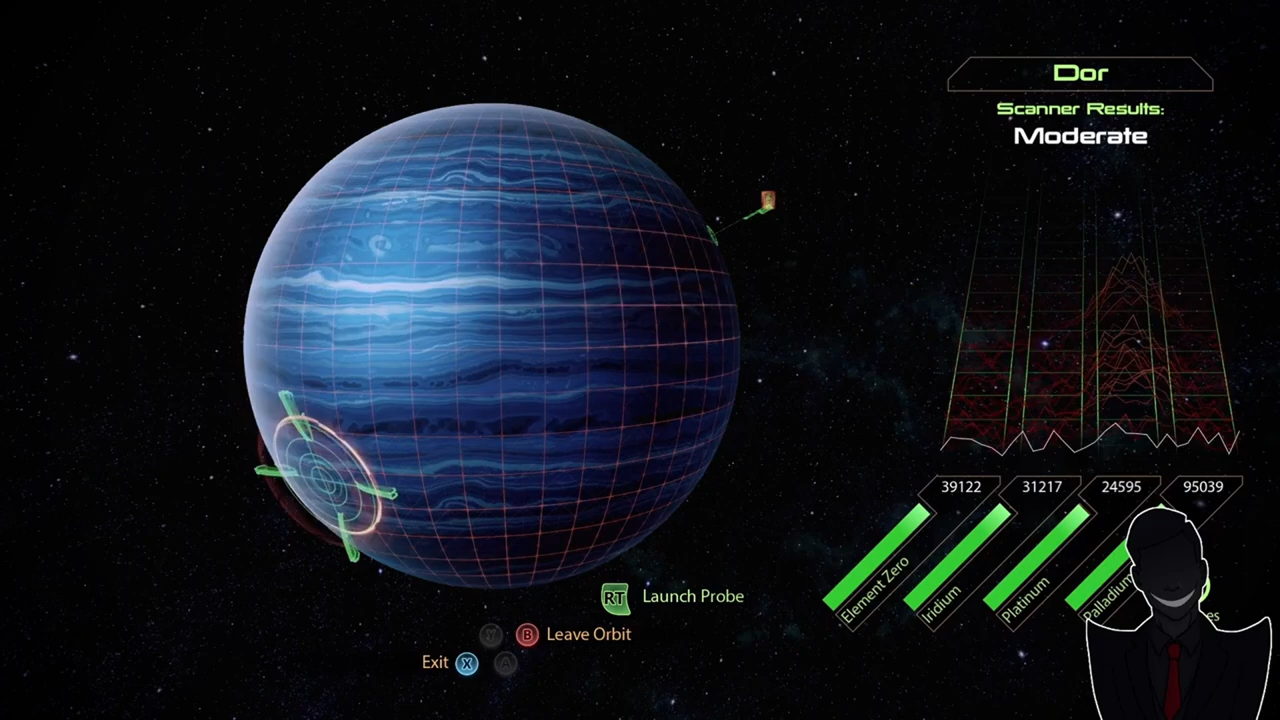 Dor
Scanner Results:
Moderate
39122 31217 24595 95039
Element Zero Iridium Platinum Palladium
RT Launch Probe
Y B Leave Orbit
Exit X A